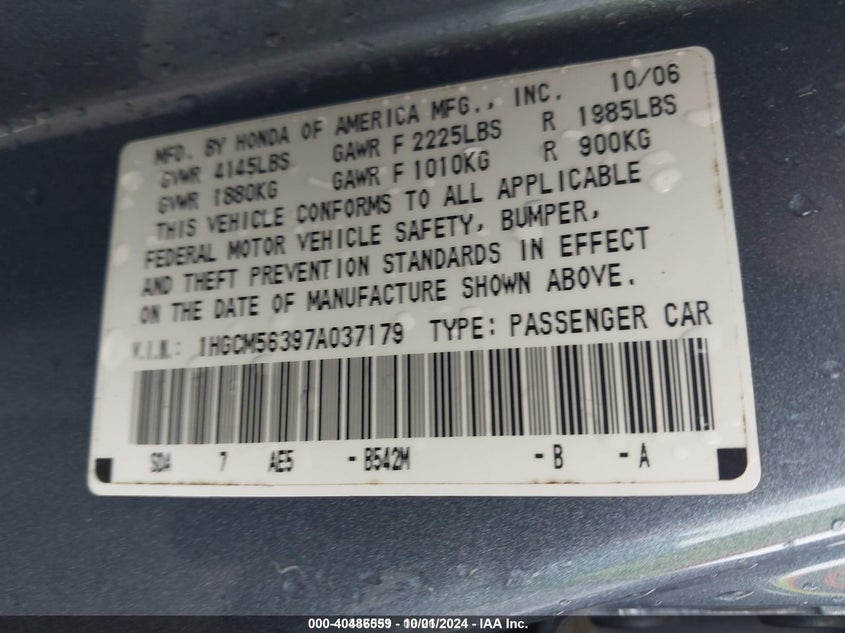 MFD. BY HONDA OF AMERICA MFG., INC. 10/06
GVWR 4145LBS GAWR F 2225LBS R 1985LBS
GVWR 1880KG GAWR F 1010KG R 900KG
THIS VEHICLE CONFORMS TO ALL APPLICABLE
FEDERAL MOTOR VEHICLE SAFETY, BUMPER,
AND THEFT PREVENTION STANDARDS IN EFFECT
ON THE DATE OF MANUFACTURE SHOWN ABOVE.
V.I.N.: 1HGCM56397A037179 TYPE: PASSENGER CAR
SDA 7 AE5 - B542M - B - A
000-40486559 - 10/01/2024 - IAA Inc.